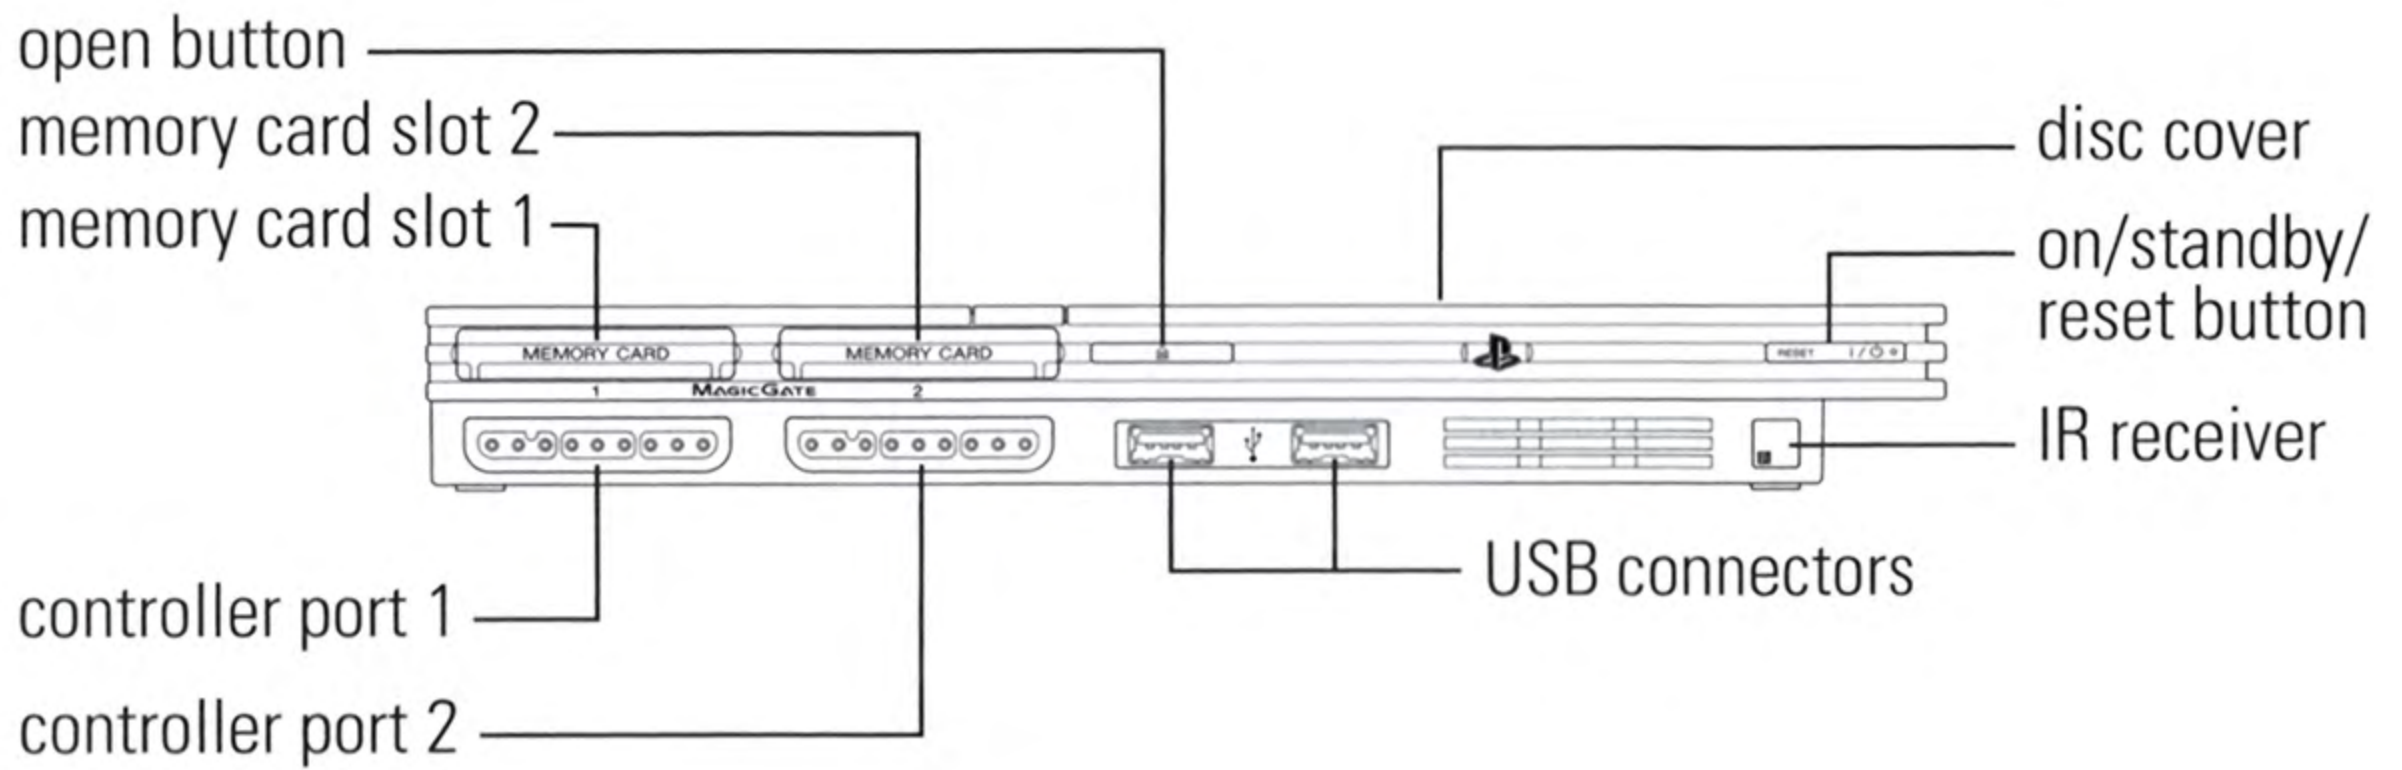 open button
memory card slot 2
memory card slot 1
disc cover
on/standby/
reset button
MEMORY CARD
MEMORY CARD
RESET
1
MAGICGATE
2
IR receiver
USB connectors
controller port 1
controller port 2